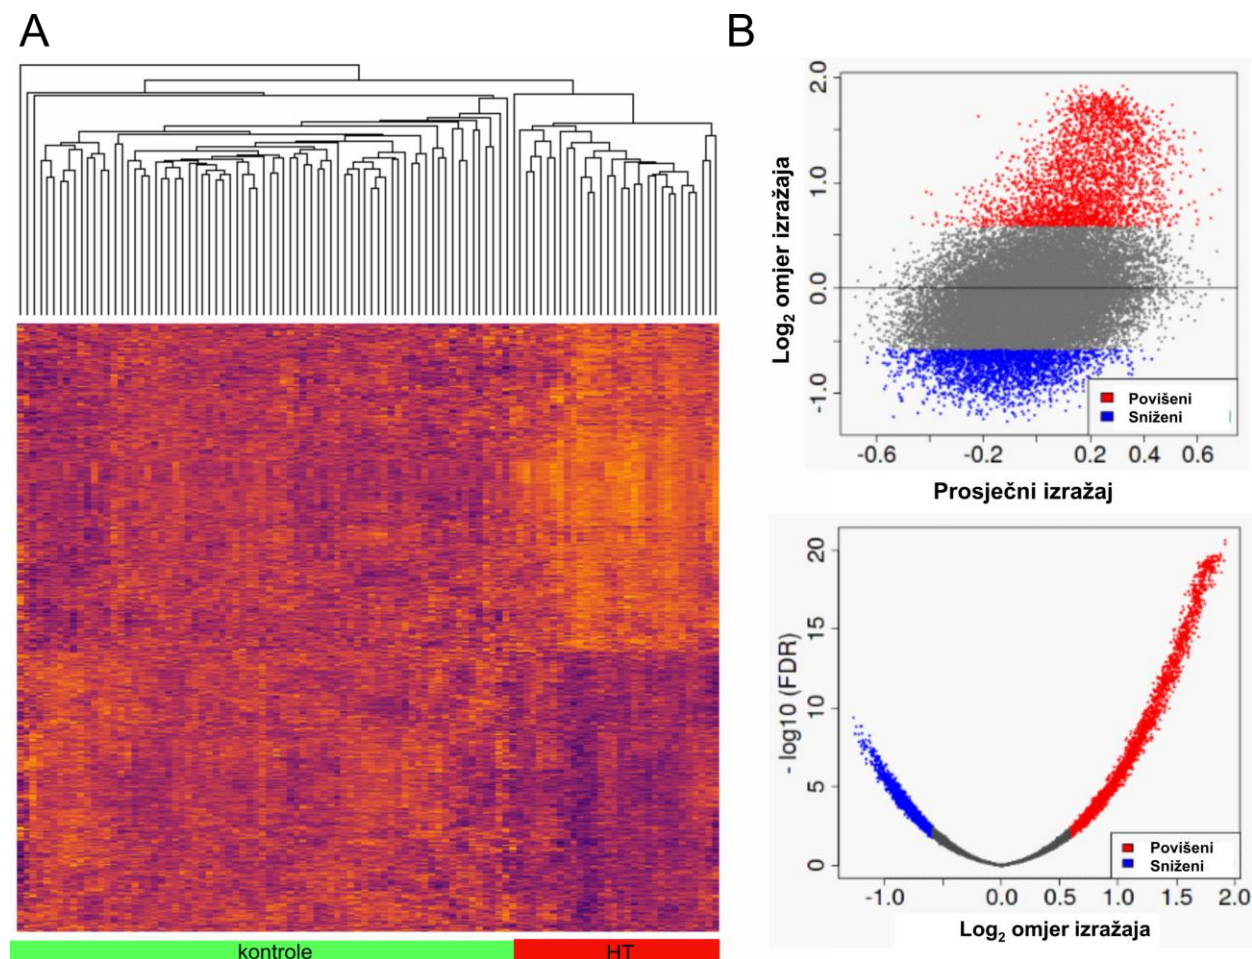 A
B
2.0
1.0
0.0
-1.0
Log2 omjer izražaja
Povišeni
Sniženi
-0.6
-0.2
0.2
0.4
0.6
Prosječni izražaj
20
15
10
5
0
- log10 (FDR)
Povišeni
Sniženi
-1.0
0.0
0.5
1.0
1.5
2.0
Log2 omjer izražaja
kontrole
HT